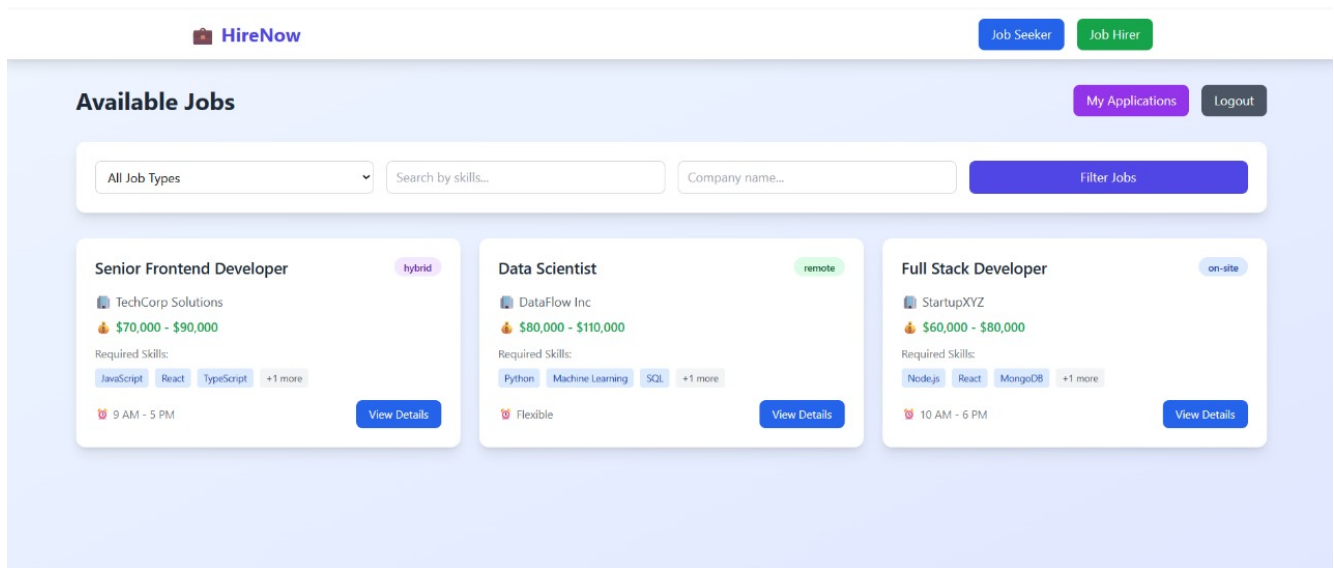 HireNow
Job Seeker
Job Hirer
Available Jobs
My Applications
Logout
All Job Types
Search by skills...
Company name...
Filter Jobs
Senior Frontend Developer
hybrid
TechCorp Solutions
$70,000 - $90,000
Required Skills:
JavaScript React TypeScript +1 more
9 AM - 5 PM
View Details
Data Scientist
remote
DataFlow Inc
$80,000 - $110,000
Required Skills:
Python Machine Learning SQL +1 more
Flexible
View Details
Full Stack Developer
on-site
StartupXYZ
$60,000 - $80,000
Required Skills:
Node.js React MongoDB +1 more
10 AM - 6 PM
View Details